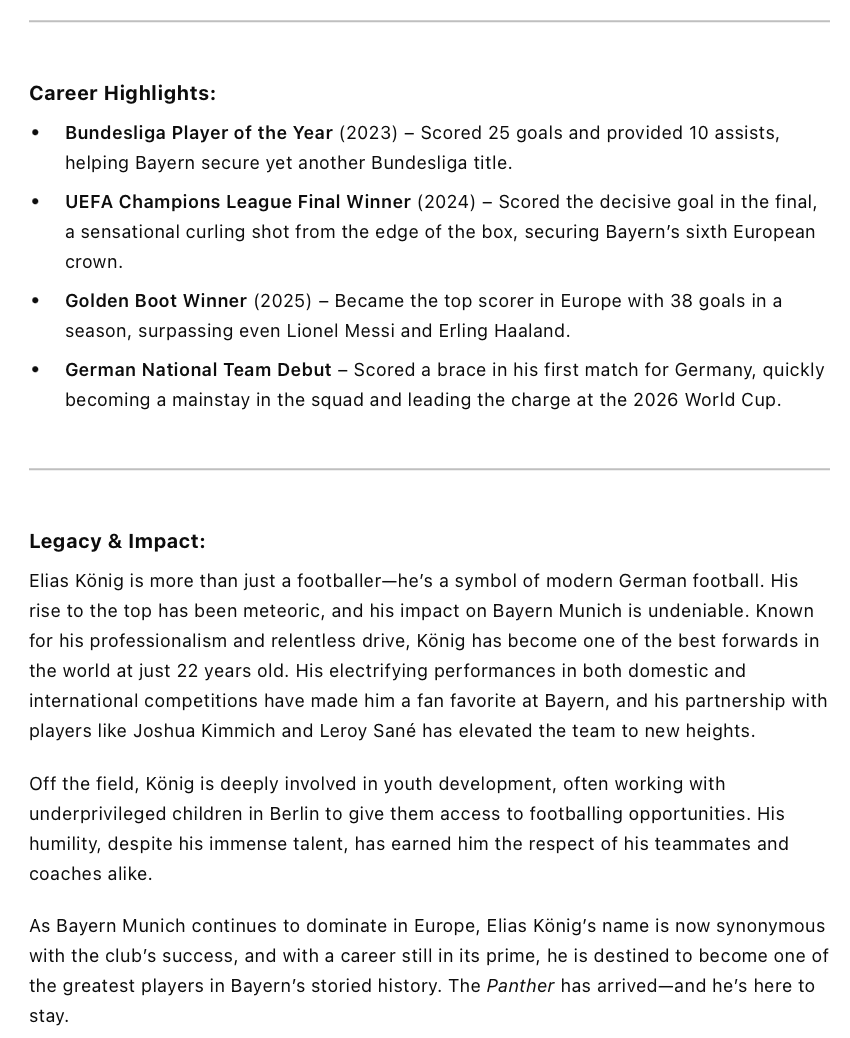 Career Highlights:
• Bundesliga Player of the Year (2023) – Scored 25 goals and provided 10 assists,
helping Bayern secure yet another Bundesliga title.
• UEFA Champions League Final Winner (2024) – Scored the decisive goal in the final,
a sensational curling shot from the edge of the box, securing Bayern’s sixth European
crown.
• Golden Boot Winner (2025) – Became the top scorer in Europe with 38 goals in a
season, surpassing even Lionel Messi and Erling Haaland.
• German National Team Debut – Scored a brace in his first match for Germany, quickly
becoming a mainstay in the squad and leading the charge at the 2026 World Cup.
Legacy & Impact:
Elias König is more than just a footballer—he’s a symbol of modern German football. His
rise to the top has been meteoric, and his impact on Bayern Munich is undeniable. Known
for his professionalism and relentless drive, König has become one of the best forwards in
the world at just 22 years old. His electrifying performances in both domestic and
international competitions have made him a fan favorite at Bayern, and his partnership with
players like Joshua Kimmich and Leroy Sané has elevated the team to new heights.
Off the field, König is deeply involved in youth development, often working with
underprivileged children in Berlin to give them access to footballing opportunities. His
humility, despite his immense talent, has earned him the respect of his teammates and
coaches alike.
As Bayern Munich continues to dominate in Europe, Elias König’s name is now synonymous
with the club’s success, and with a career still in its prime, he is destined to become one of
the greatest players in Bayern’s storied history. The Panther has arrived—and he’s here to
stay.